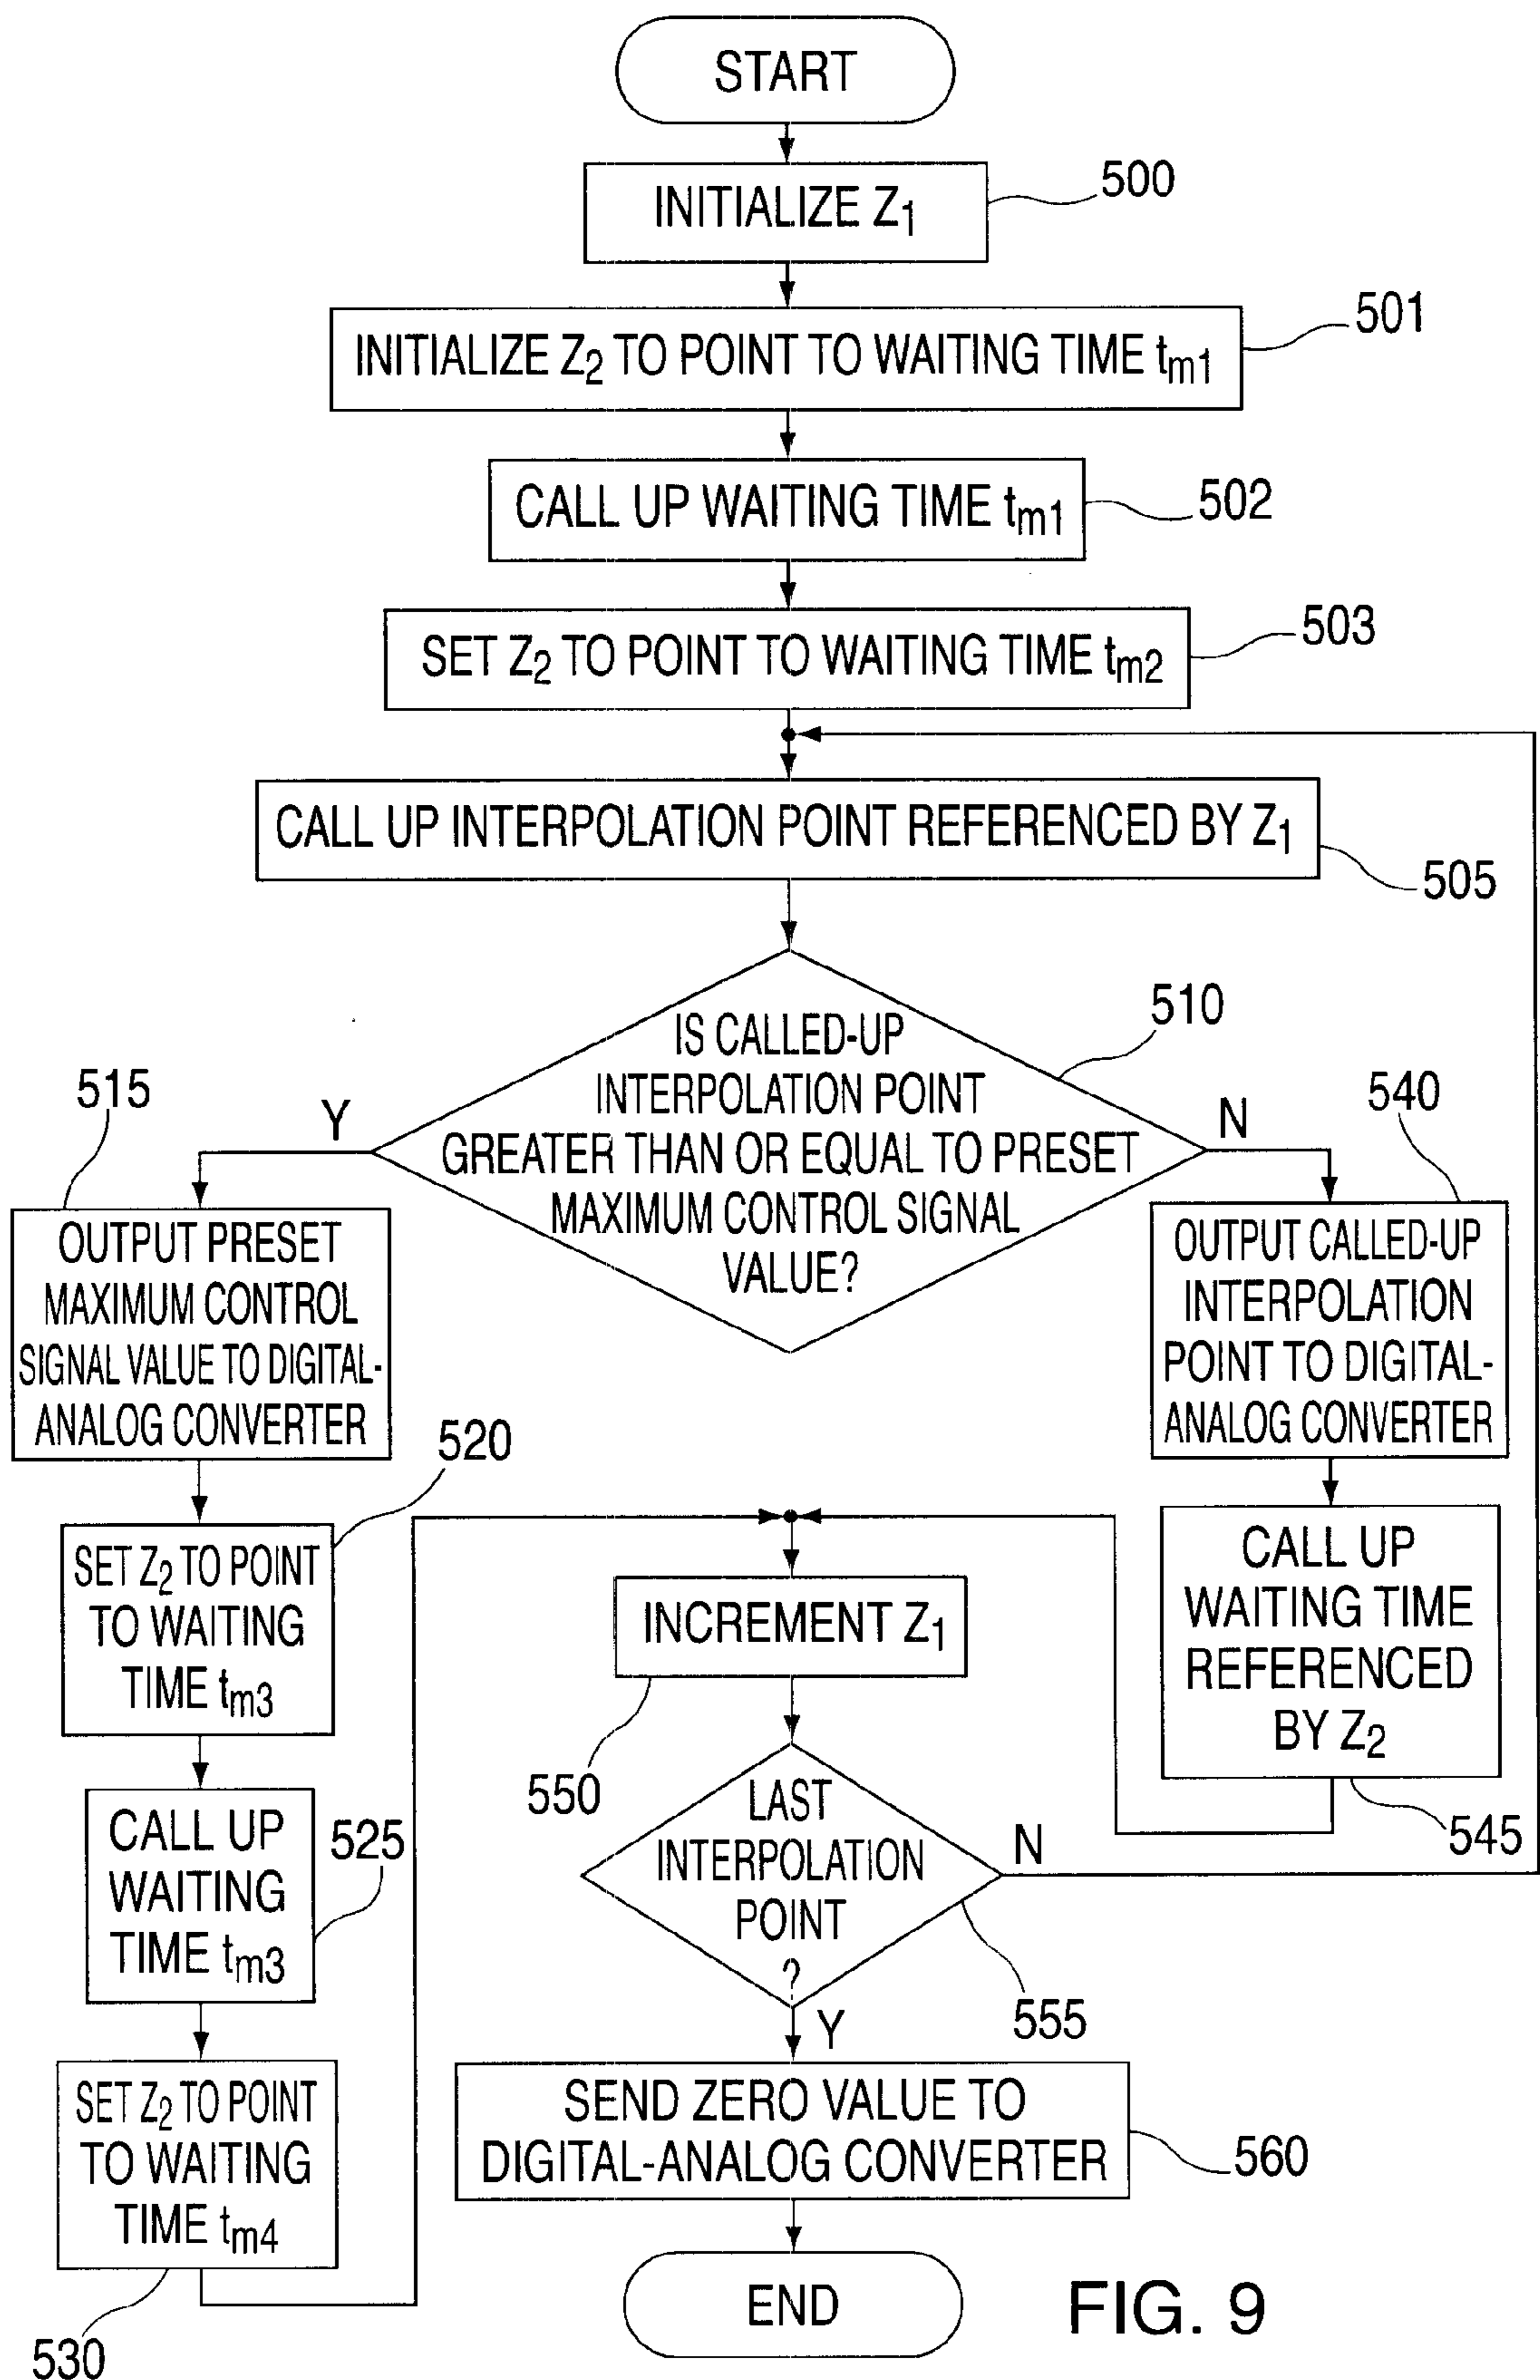 START
INITIALIZE Z1
500
INITIALIZE Z2 TO POINT TO WAITING TIME tm1
501
CALL UP WAITING TIME tm1
502
SET Z2 TO POINT TO WAITING TIME tm2
503
CALL UP INTERPOLATION POINT REFERENCED BY Z1
505
IS CALLED-UP
INTERPOLATION POINT
GREATER THAN OR EQUAL TO PRESET
MAXIMUM CONTROL SIGNAL
VALUE?
510
Y
N
515
OUTPUT PRESET
MAXIMUM CONTROL
SIGNAL VALUE TO DIGITAL-
ANALOG CONVERTER
520
SET Z2 TO POINT
TO WAITING
TIME tm3
CALL UP
WAITING
TIME tm3
525
SET Z2 TO POINT
TO WAITING
TIME tm4
530
540
OUTPUT CALLED-UP
INTERPOLATION
POINT TO DIGITAL-
ANALOG CONVERTER
CALL UP
WAITING TIME
REFERENCED
BY Z2
545
INCREMENT Z1
550
LAST
INTERPOLATION
POINT
?
N
555
Y
SEND ZERO VALUE TO
DIGITAL-ANALOG CONVERTER
560
END
FIG. 9